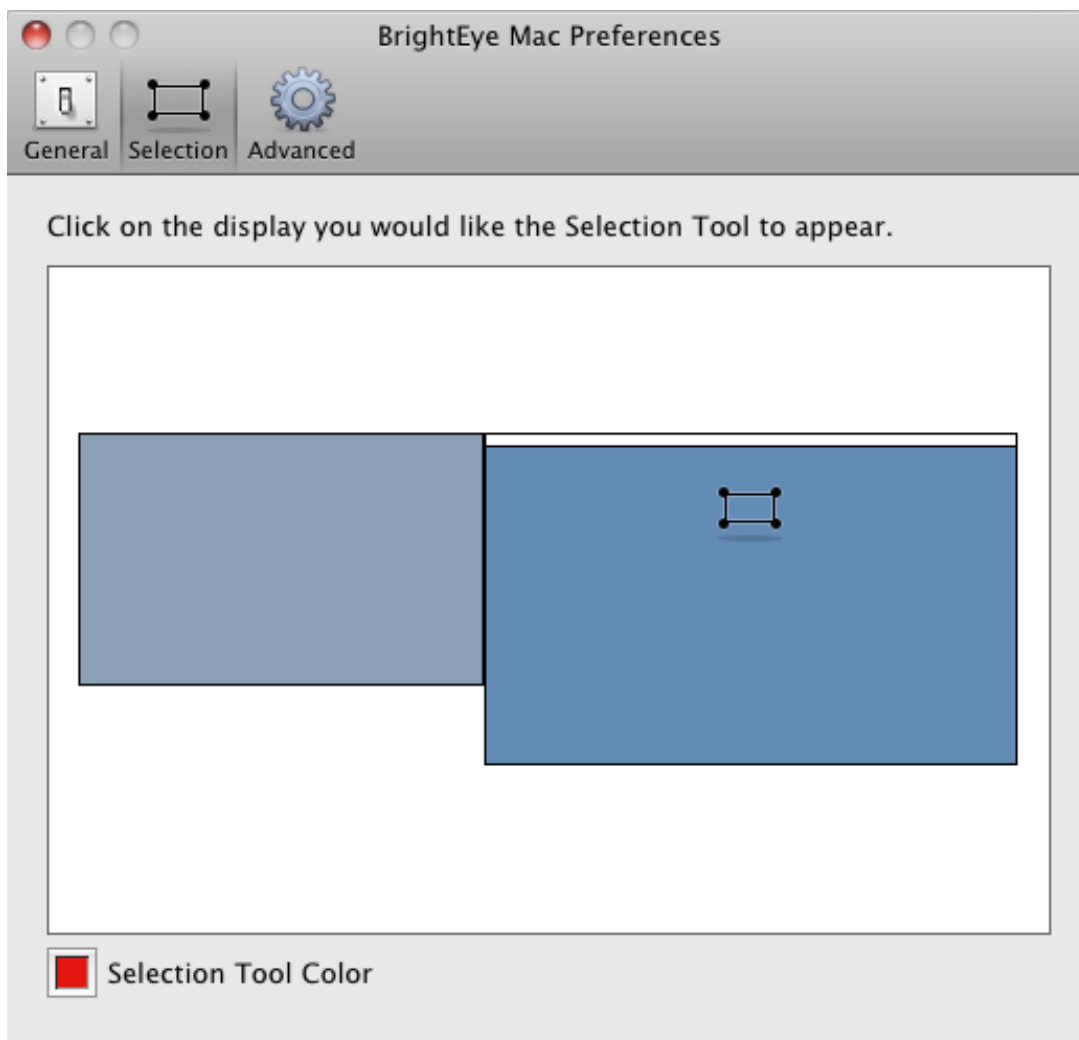 BrightEye Mac Preferences
General Selection Advanced
Click on the display you would like the Selection Tool to appear.
Selection Tool Color